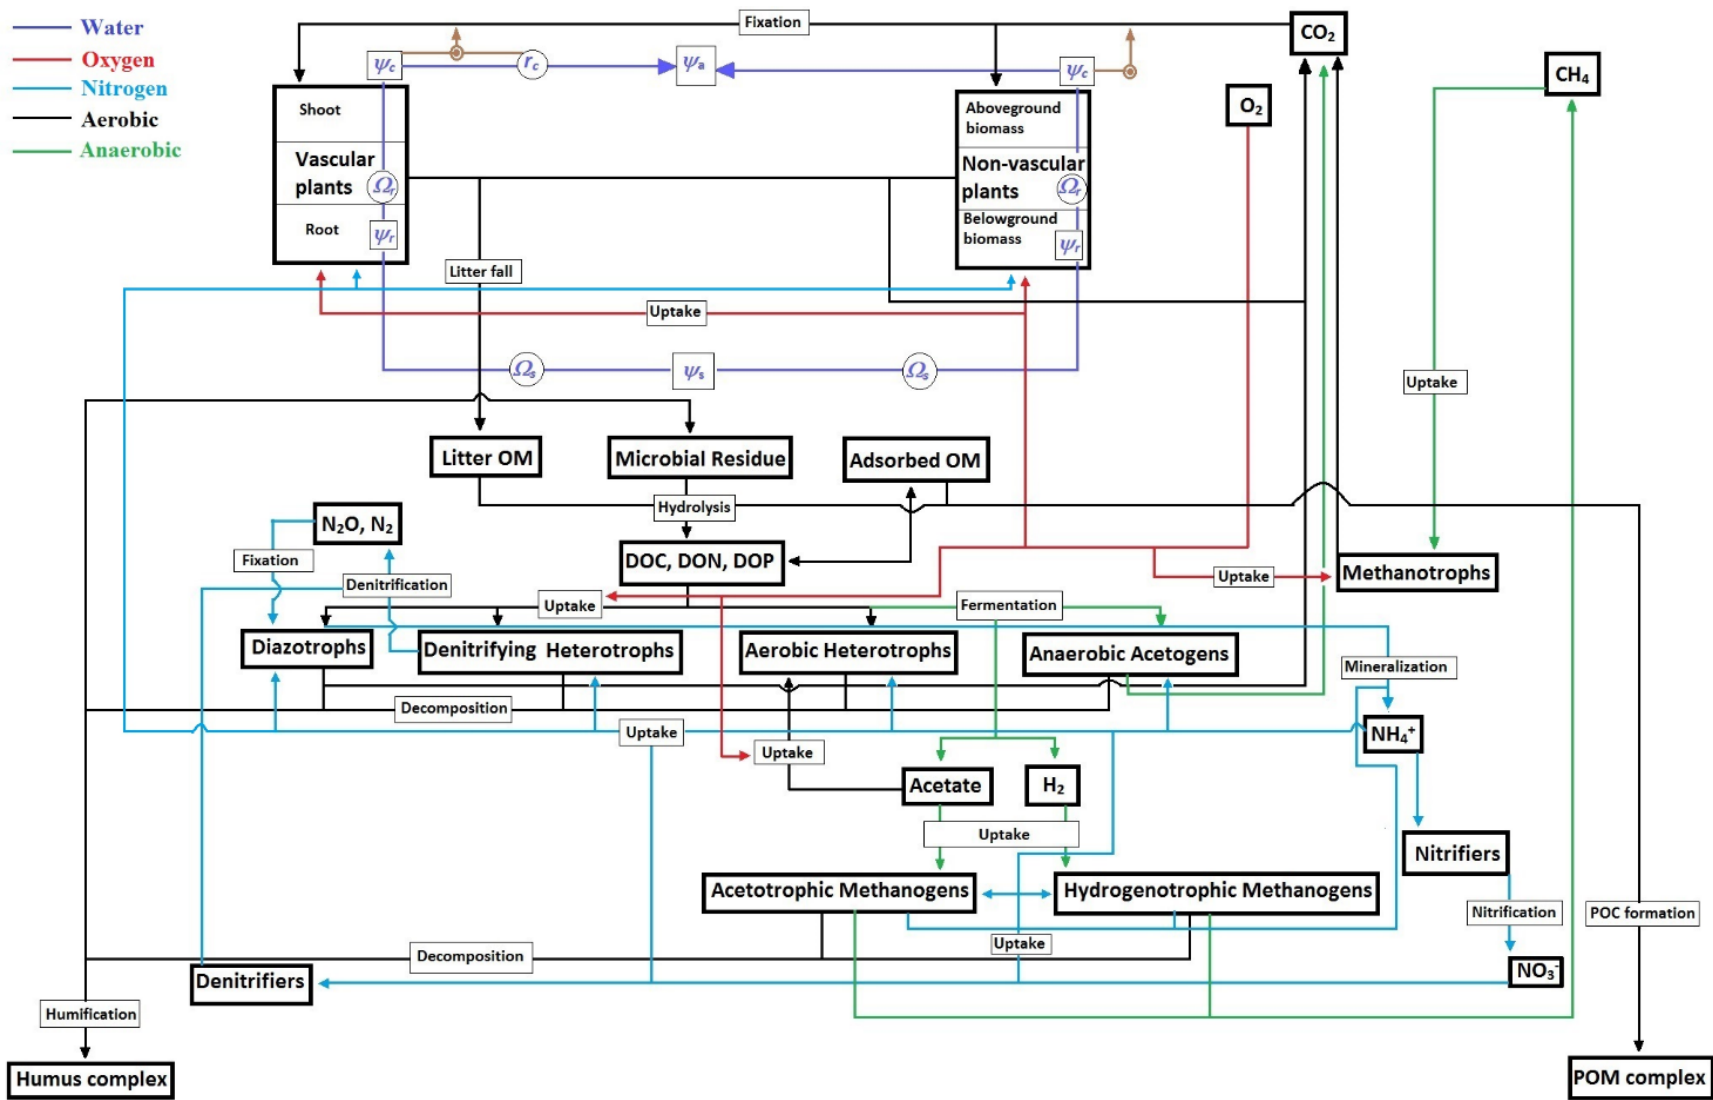 Water
Oxygen
Nitrogen
Aerobic
Anaerobic
Fixation
CO₂
CH₄
O₂
ψc
rc
ψa
ψc
Shoot
Vascular
plants
Ωr
Root
ψr
Aboveground
biomass
Non-vascular
plants
Ωr
Belowground
biomass
ψr
Litter fall
Uptake
Ωs
ψs
Ωs
Uptake
Litter OM
Microbial Residue
Adsorbed OM
Hydrolysis
N₂O, N₂
Fixation
Denitrification
DOC, DON, DOP
Uptake
Methanotrophs
Uptake
Fermentation
Diazotrophs
Denitrifying Heterotrophs
Aerobic Heterotrophs
Anaerobic Acetogens
Mineralization
Decomposition
Uptake
Uptake
NH₄⁺
Acetate
H₂
Uptake
Nitrifiers
Acetotrophic Methanogens
Hydrogenotrophic Methanogens
Nitrification
POC formation
Decomposition
Uptake
Denitrifiers
NO₃⁻
Humification
Humus complex
POM complex